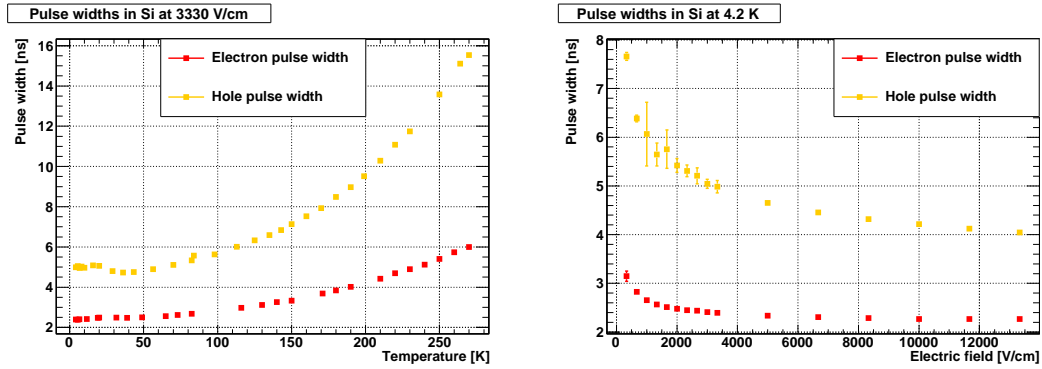 Pulse widths in Si at 3330 V/cm
Pulse width [ns]
16
14
12
10
8
6
4
2
Electron pulse width
Hole pulse width
0
50
100
150
200
250
Temperature [K]
Pulse widths in Si at 4.2 K
Pulse width [ns]
8
7
6
5
4
3
2
Electron pulse width
Hole pulse width
0
2000
4000
6000
8000
10000
12000
Electric field [V/cm]